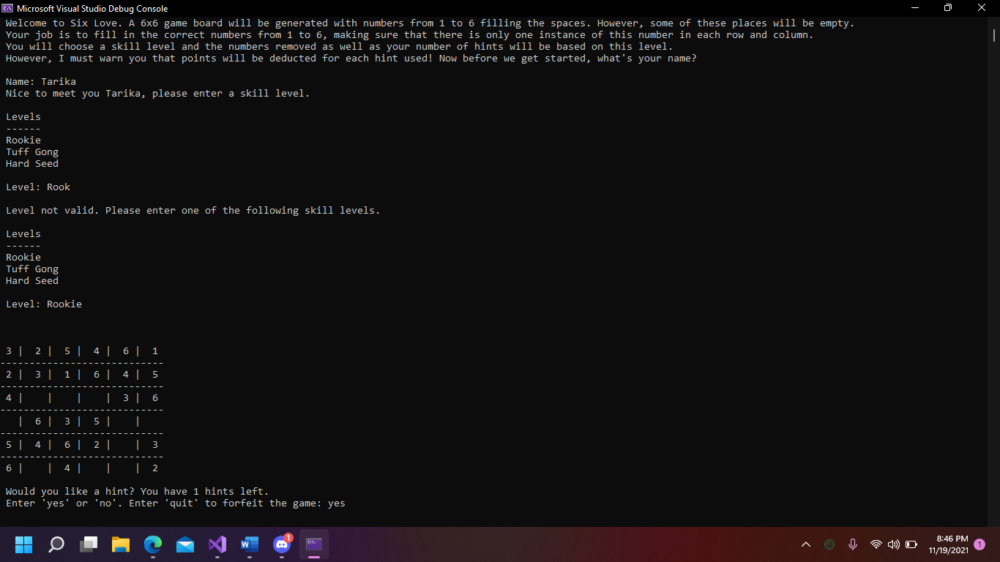 Microsoft Visual Studio Debug Console
Welcome to Six Love. A 6x6 game board will be generated with numbers from 1 to 6 filling the spaces. However, some of these places will be empty.
Your job is to fill in the correct numbers from 1 to 6, making sure that there is only one instance of this number in each row and column.
You will choose a skill level and the numbers removed as well as your number of hints will be based on this level.
However, I must warn you that points will be deducted for each hint used! Now before we get started, what's your name?
Name: Tarika
Nice to meet you Tarika, please enter a skill level.
Levels
------
Rookie
Tuff Gong
Hard Seed
Level: Rook
Level not valid. Please enter one of the following skill levels.
Levels
------
Rookie
Tuff Gong
Hard Seed
Level: Rookie
3 |  2 |  5 |  4 |  6 |  1
----------------------------
2 |  3 |  1 |  6 |  4 |  5
----------------------------
4 |    |    |    |  3 |  6
----------------------------
  |  6 |  3 |  5 |    |
----------------------------
5 |  4 |  6 |  2 |    |  3
----------------------------
6 |    |  4 |    |    |  2
Would you like a hint? You have 1 hints left.
Enter 'yes' or 'no'. Enter 'quit' to forfeit the game: yes
1
8:46 PM
11/19/2021
1